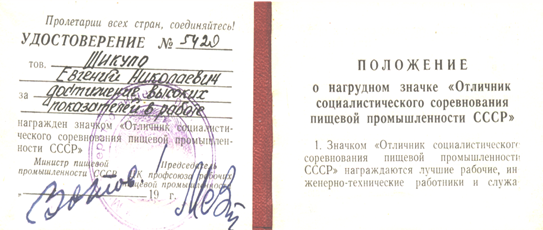 Пролетарии всех стран, соединяйтесь!
УДОСТОВЕРЕНИЕ № 5420
тов. Шикуло
Евгений Николаевич
за достижение высоких
показателей в работе
награжден значком «Отличник социалисти-
ческого соревнования пищевой промышлен-
ности СССР»
Министр пищевой
промышленности СССР
Председатель
ЦК профсоюза рабочих
пищевой промышленности
19 г.
ПОЛОЖЕНИЕ
о нагрудном значке «Отличник
социалистического соревнования
пищевой промышленности СССР»
1. Значком «Отличник социалистического
соревнования пищевой промышленности
СССР» награждаются лучшие рабочие, ин
женерно-технические работники и служа